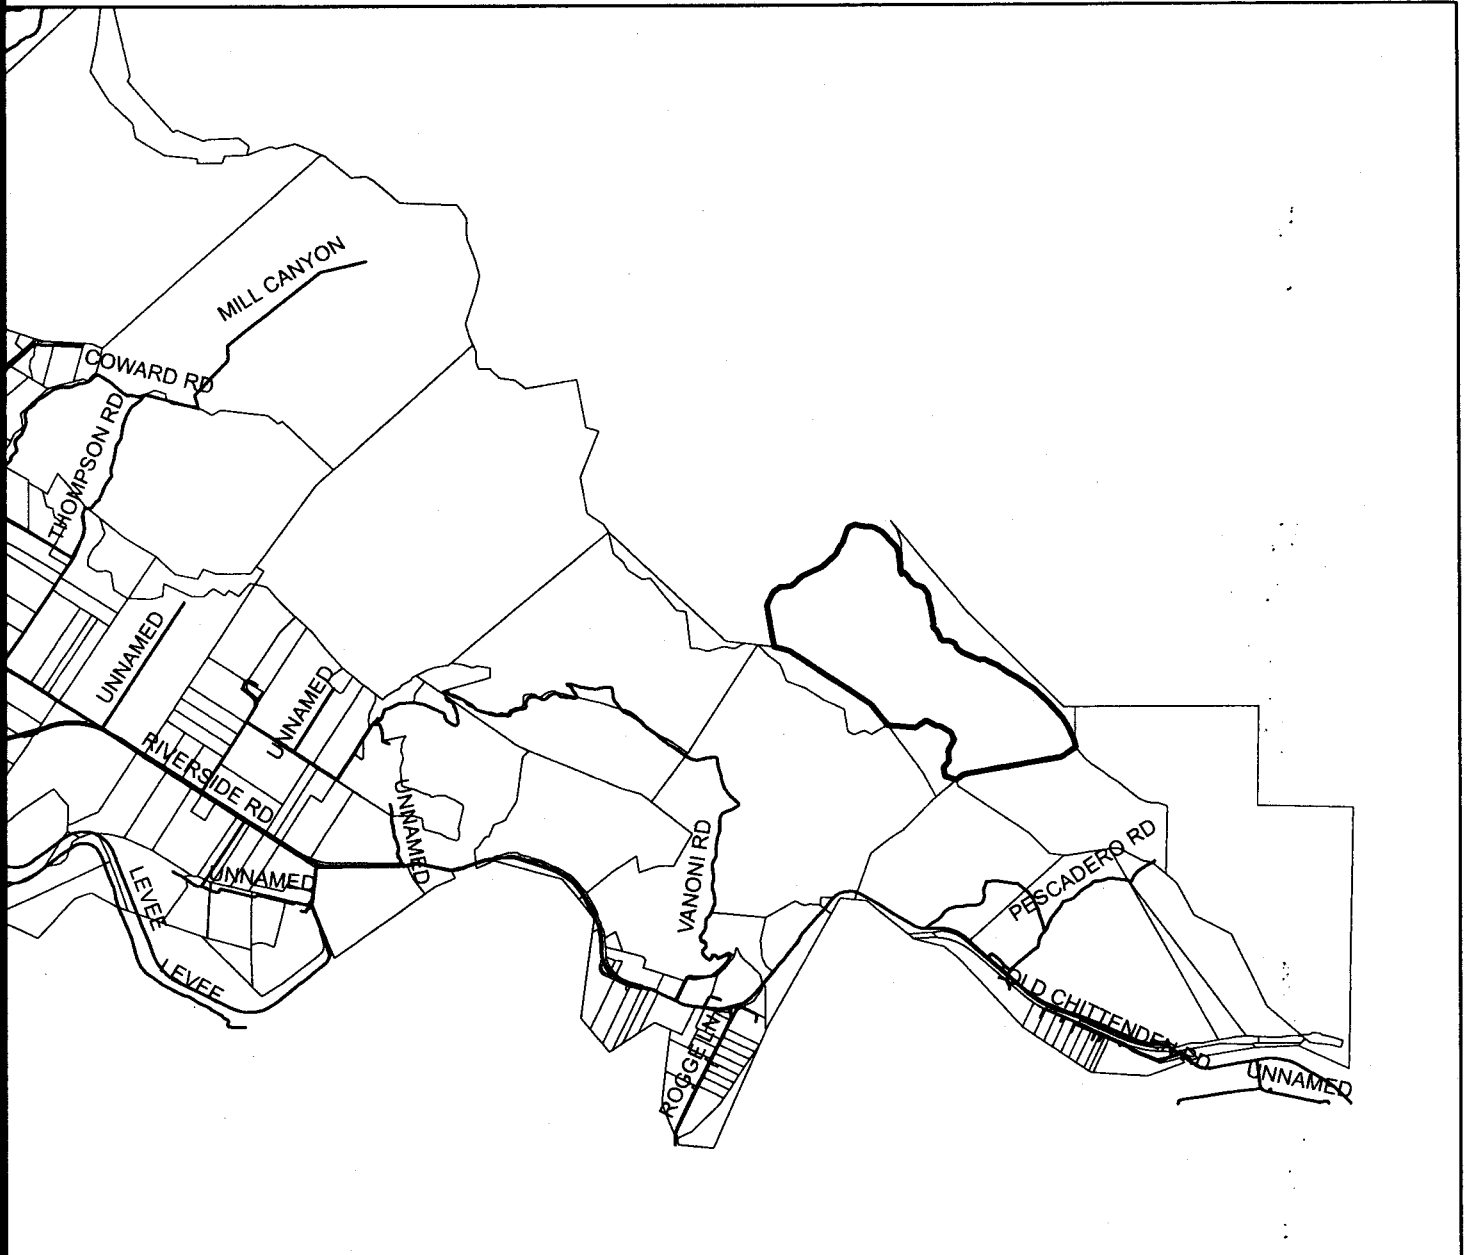 MILL CANYON
COWARD RD
THOMPSON RD
UNNAMED
UNNAMED
RIVERSIDE RD
UNNAMED
VANONI RD
PESCADERO RD
UNNAMED
LEVEE
LEVEE
OLD CHITTENDEN RD
ROGGE LN
UNNAMED